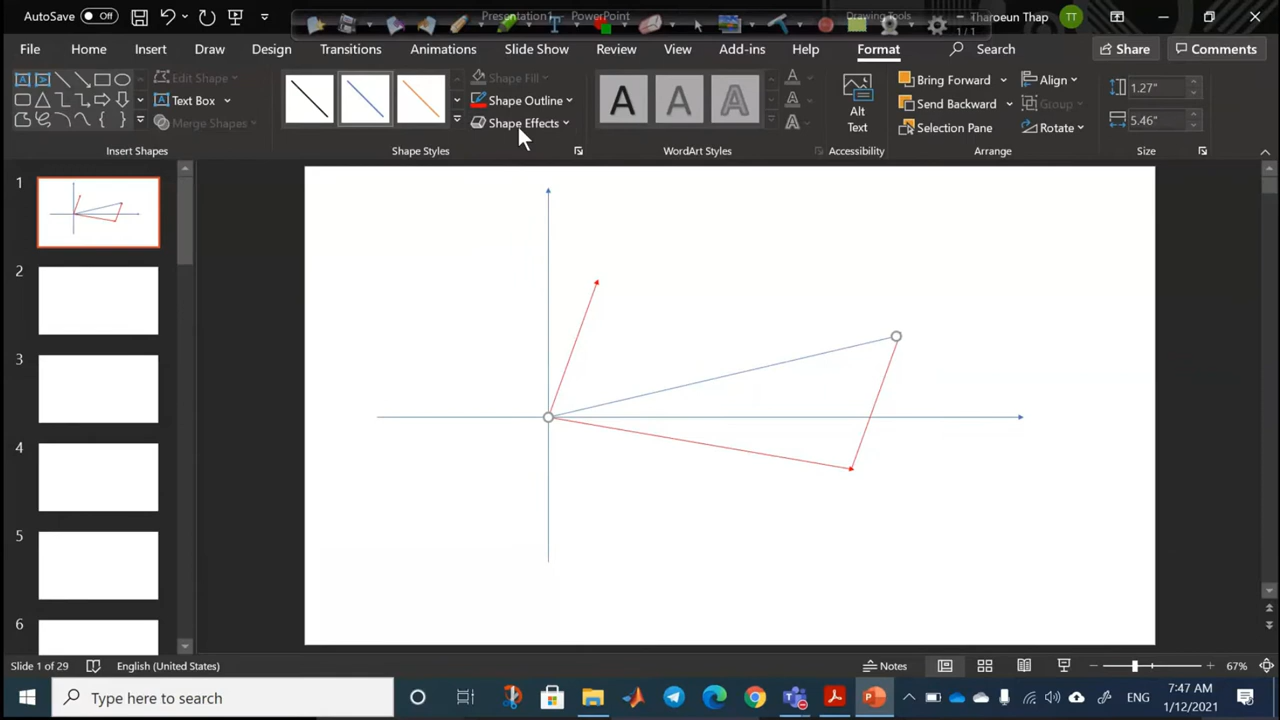 AutoSave Off
Presentation1 - PowerPoint
Drawing Tools
Tharoeun Thap TT
1/1
File Home Insert Draw Design Transitions Animations Slide Show Review View Add-ins Help Format Search Share Comments
Edit Shape
Text Box
Merge Shapes
Insert Shapes
Shape Fill
Shape Outline
Shape Effects
Shape Styles
A A A
WordArt Styles
Alt
Text
Accessibility
Bring Forward
Send Backward
Selection Pane
Align
Group
Rotate
Arrange
1.27"
5.46"
Size
1
2
3
4
5
6
Slide 1 of 29 English (United States) Notes 67%
Type here to search
ENG
7:47 AM
1/12/2021